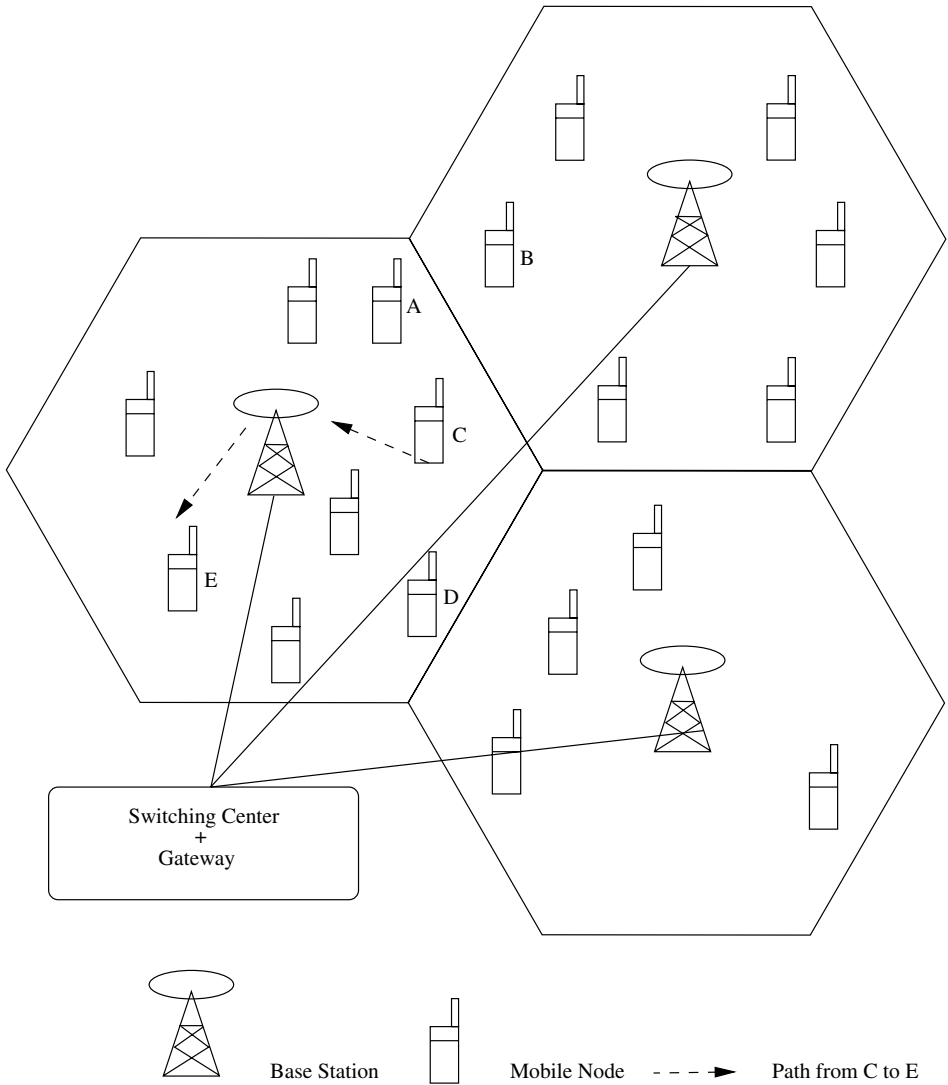 B
A
C
E
D
Switching Center
+
Gateway
Base Station
Mobile Node
Path from C to E